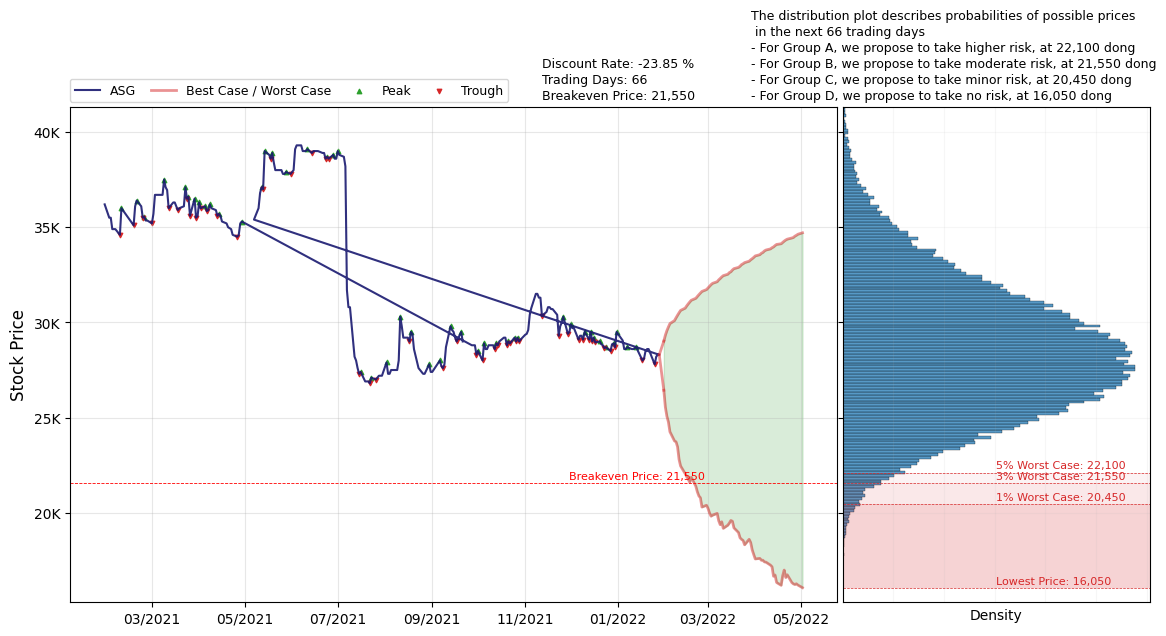 The distribution plot describes probabilities of possible prices
in the next 66 trading days
- For Group A, we propose to take higher risk, at 22,100 dong
- For Group B, we propose to take moderate risk, at 21,550 dong
- For Group C, we propose to take minor risk, at 20,450 dong
- For Group D, we propose to take no risk, at 16,050 dong
Discount Rate: -23.85 %
Trading Days: 66
Breakeven Price: 21,550
ASG
Best Case / Worst Case
Peak
Trough
Stock Price
40K
35K
30K
25K
20K
Breakeven Price: 21,550
03/2021
05/2021
07/2021
09/2021
11/2021
01/2022
03/2022
05/2022
5% Worst Case: 22,100
3% Worst Case: 21,550
1% Worst Case: 20,450
Lowest Price: 16,050
Density